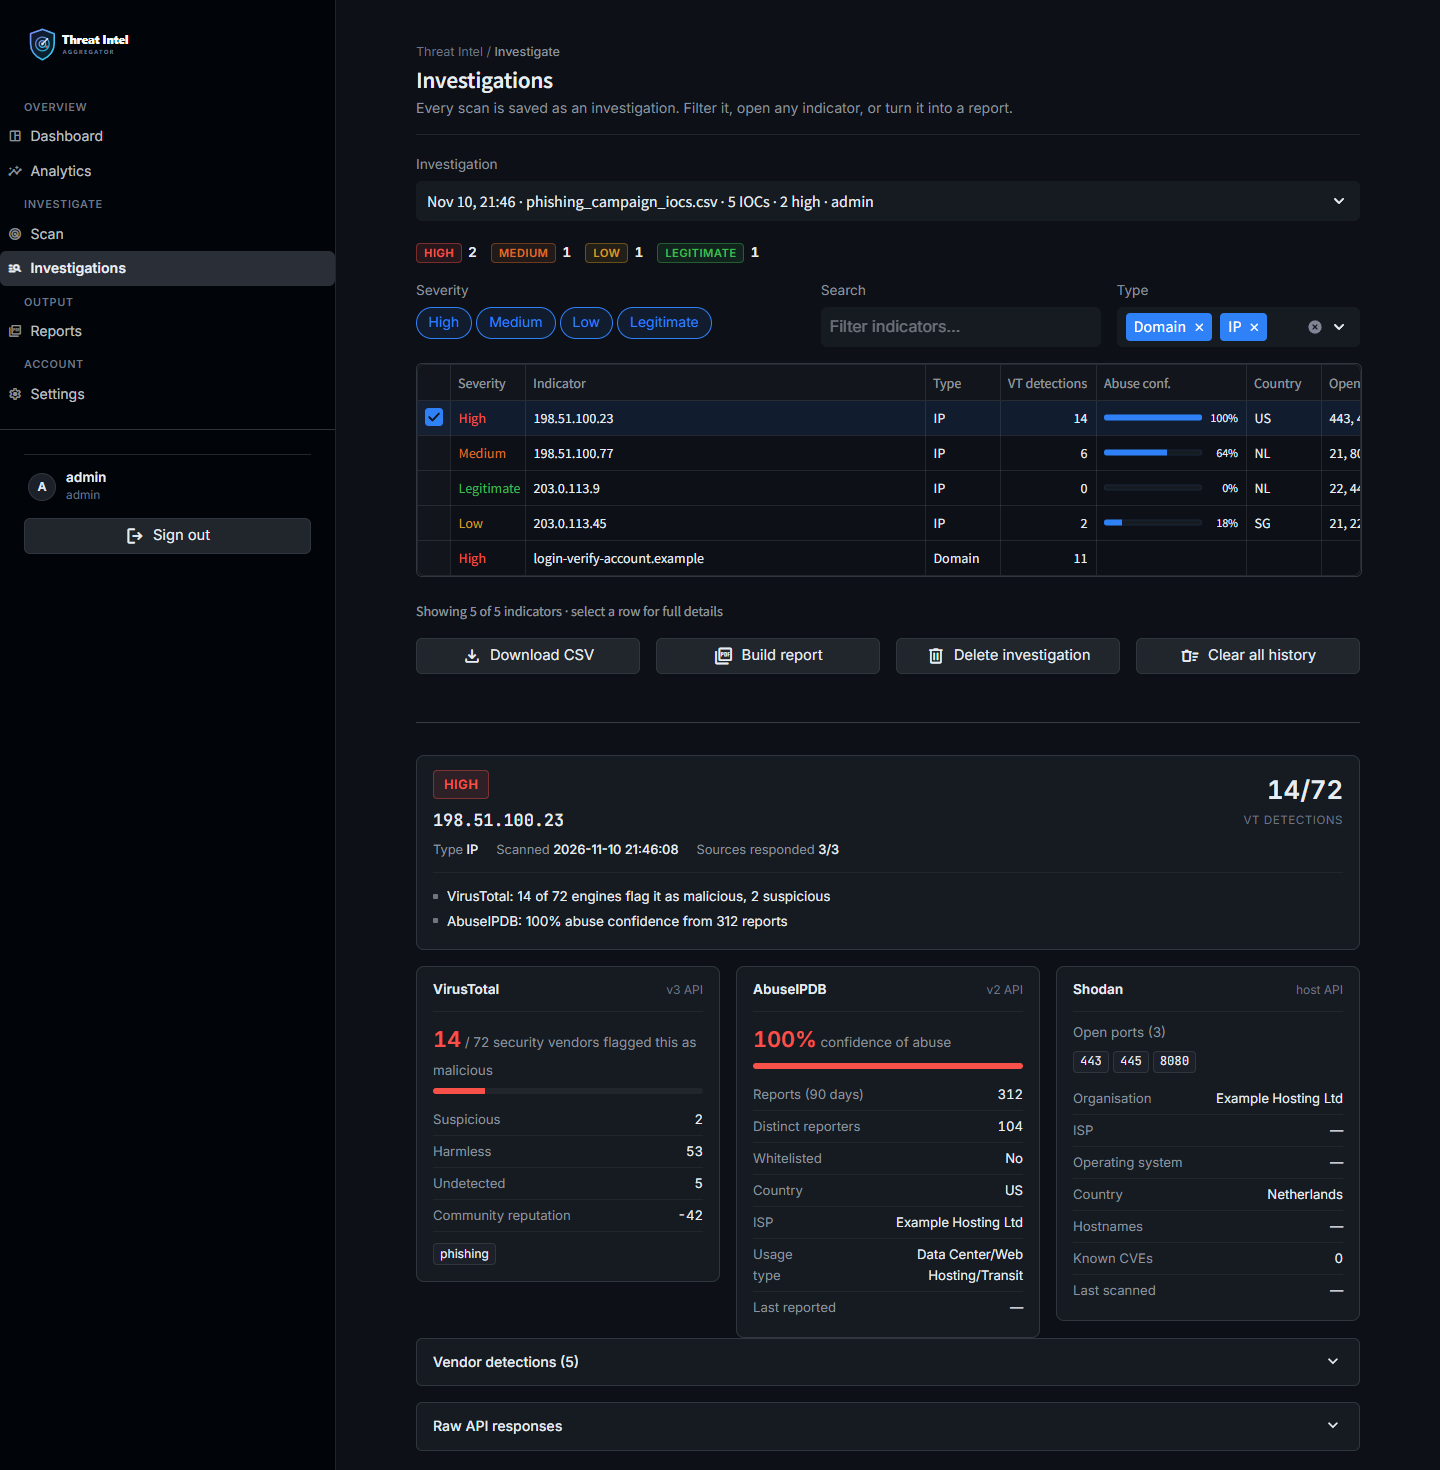 Threat Intel
AGGREGATOR
OVERVIEW
Dashboard
Analytics
INVESTIGATE
Scan
Investigations
OUTPUT
Reports
ACCOUNT
Settings
A
admin
admin
Sign out
Threat Intel / Investigate
Investigations
Every scan is saved as an investigation. Filter it, open any indicator, or turn it into a report.
Investigation
Nov 10, 21:46 · phishing_campaign_iocs.csv · 5 IOCs · 2 high · admin
HIGH 2 MEDIUM 1 LOW 1 LEGITIMATE 1
Severity Search Type
High Medium Low Legitimate Filter indicators... Domain × IP ×
Severity Indicator Type VT detections Abuse conf. Country Open
High 198.51.100.23 IP 14 100% US 443, 4
Medium 198.51.100.77 IP 6 64% NL 21, 80
Legitimate 203.0.113.9 IP 0 0% NL 22, 44
Low 203.0.113.45 IP 2 18% SG 21, 22
High login-verify-account.example Domain 11
Showing 5 of 5 indicators · select a row for full details
Download CSV Build report Delete investigation Clear all history
HIGH
198.51.100.23
Type IP Scanned 2026-11-10 21:46:08 Sources responded 3/3
14/72
VT DETECTIONS
VirusTotal: 14 of 72 engines flag it as malicious, 2 suspicious
AbuseIPDB: 100% abuse confidence from 312 reports
VirusTotal v3 API
14 / 72 security vendors flagged this as
malicious
Suspicious 2
Harmless 53
Undetected 5
Community reputation -42
phishing
AbuseIPDB v2 API
100% confidence of abuse
Reports (90 days) 312
Distinct reporters 104
Whitelisted No
Country US
ISP Example Hosting Ltd
Usage Data Center/Web
type Hosting/Transit
Last reported —
Shodan host API
Open ports (3)
443 445 8080
Organisation Example Hosting Ltd
ISP —
Operating system —
Country Netherlands
Hostnames —
Known CVEs 0
Last scanned —
Vendor detections (5)
Raw API responses